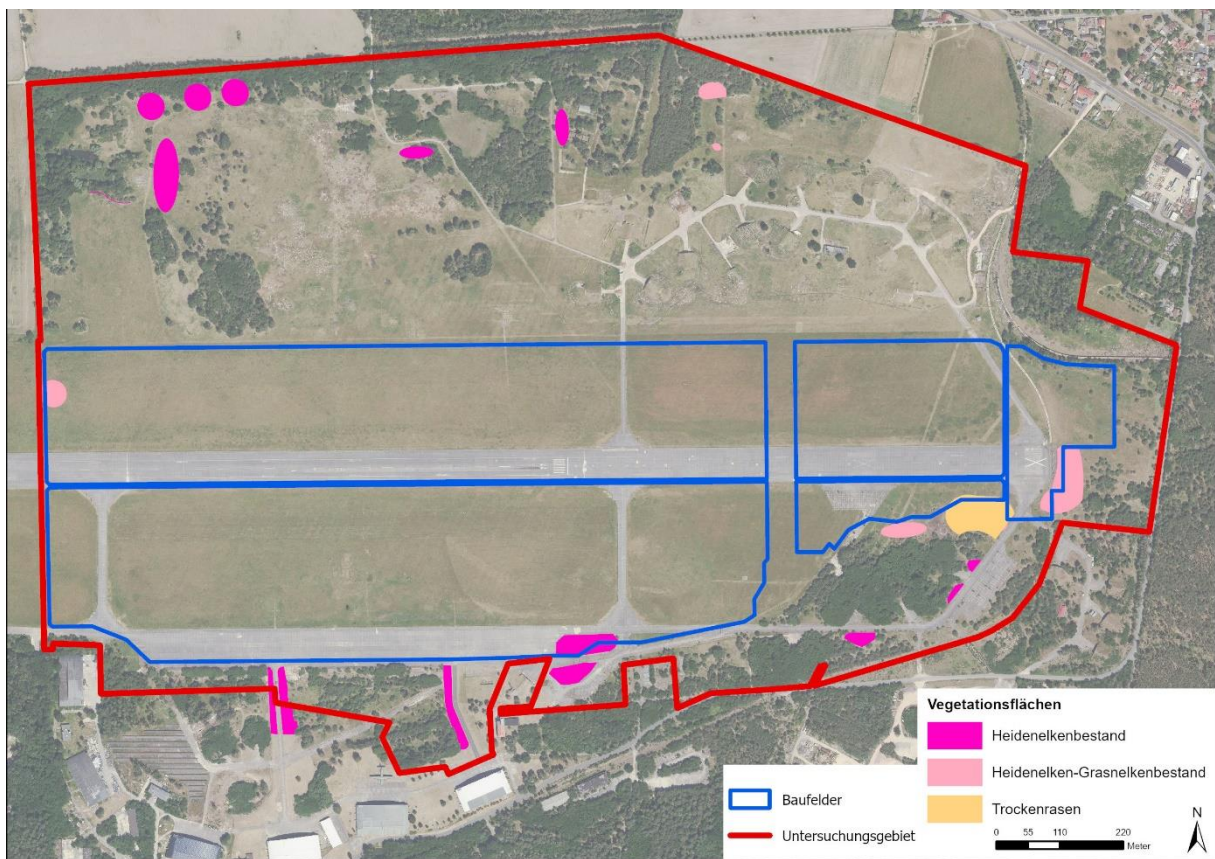 Vegetationsflächen
Heidenelkenbestand
Heidenelken-Grasnelkenbestand
Trockenrasen
Baufelder
Untersuchungsgebiet
N
0 55 110 220
Meter